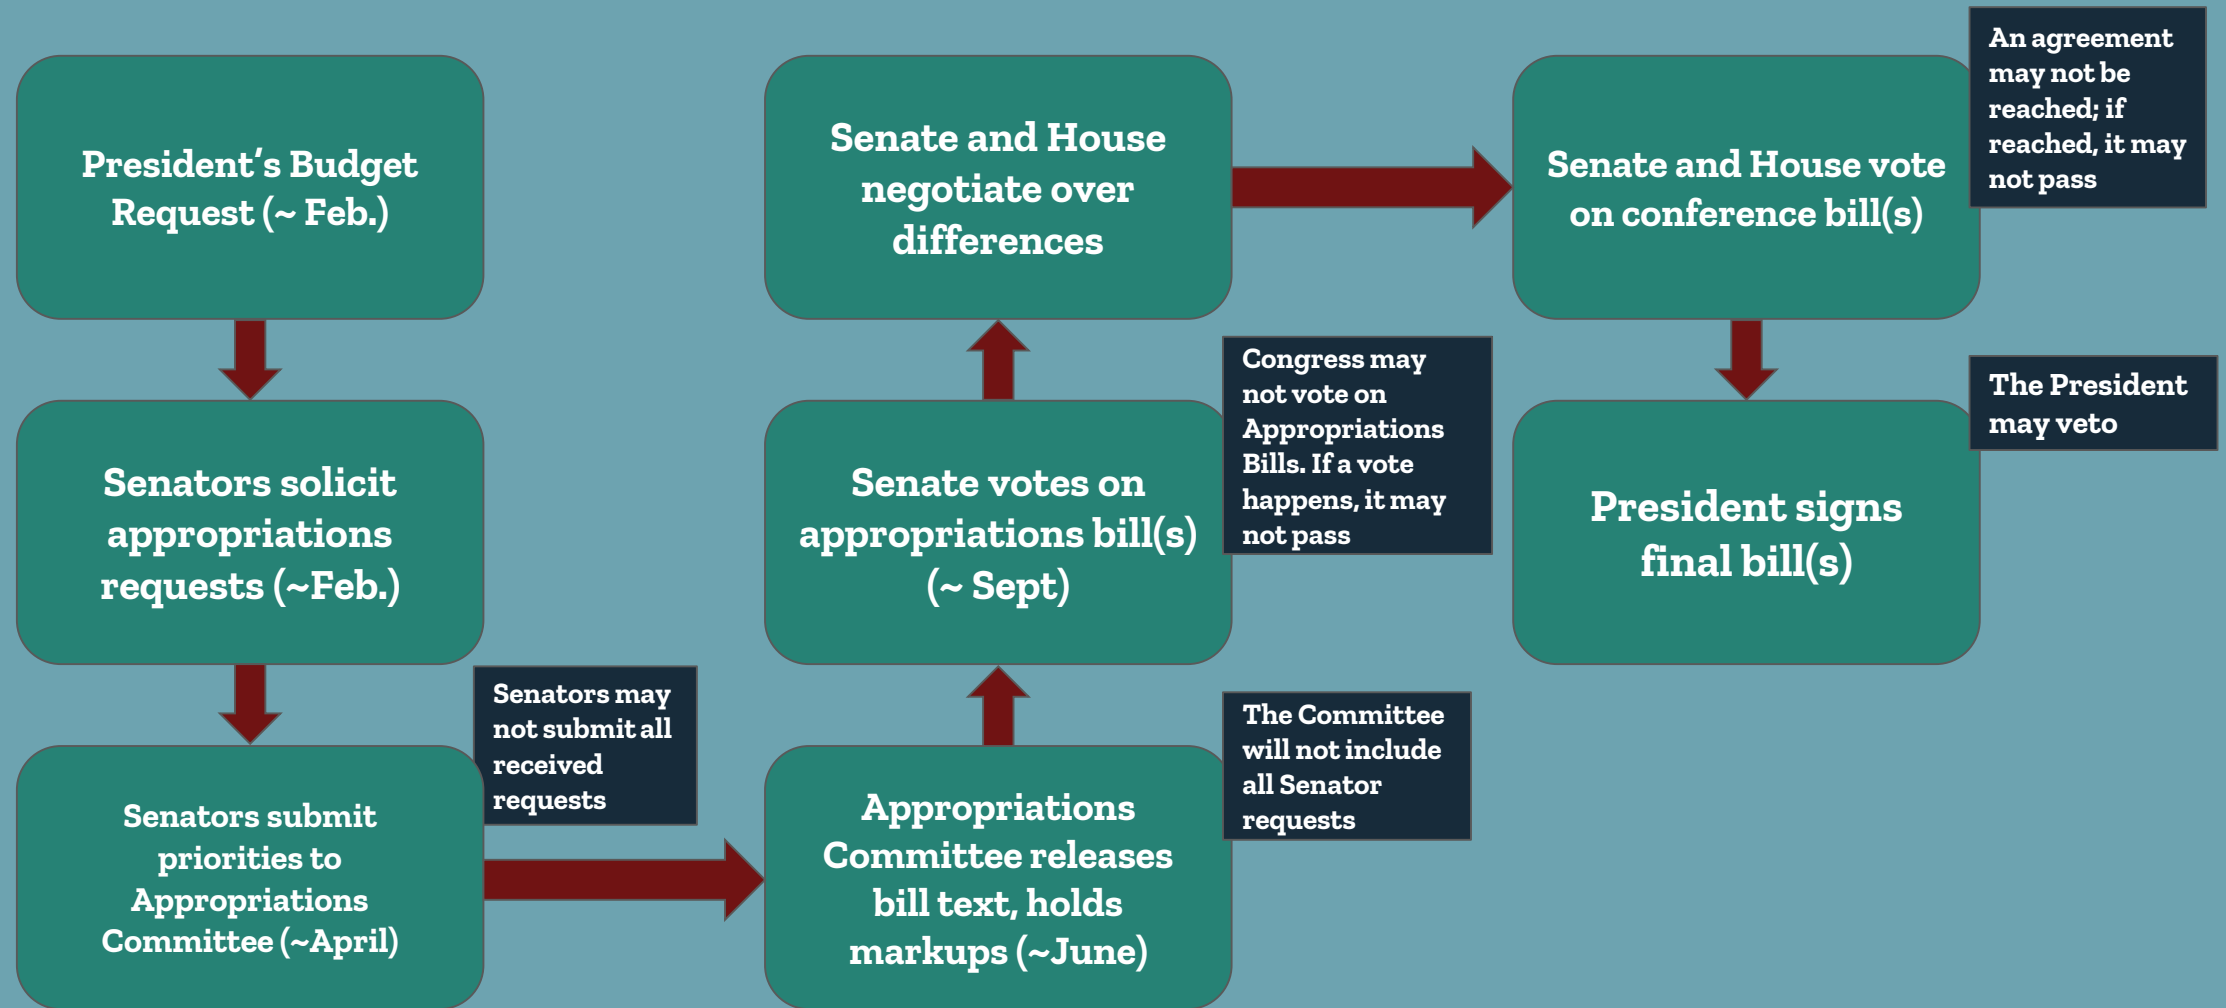 President's Budget
Request (~ Feb.)
Senators solicit
appropriations
requests (~Feb.)
Senators submit
priorities to
Appropriations
Committee (~April)
Senators may
not submit all
received
requests
Appropriations
Committee releases
bill text, holds
markups (~June)
The Committee
will not include
all Senator
requests
Senate votes on
appropriations bill(s)
(~ Sept)
Congress may
not vote on
Appropriations
Bills. If a vote
happens, it may
not pass
Senate and House
negotiate over
differences
Senate and House vote
on conference bill(s)
An agreement
may not be
reached; if
reached, it may
not pass
President signs
final bill(s)
The President
may veto